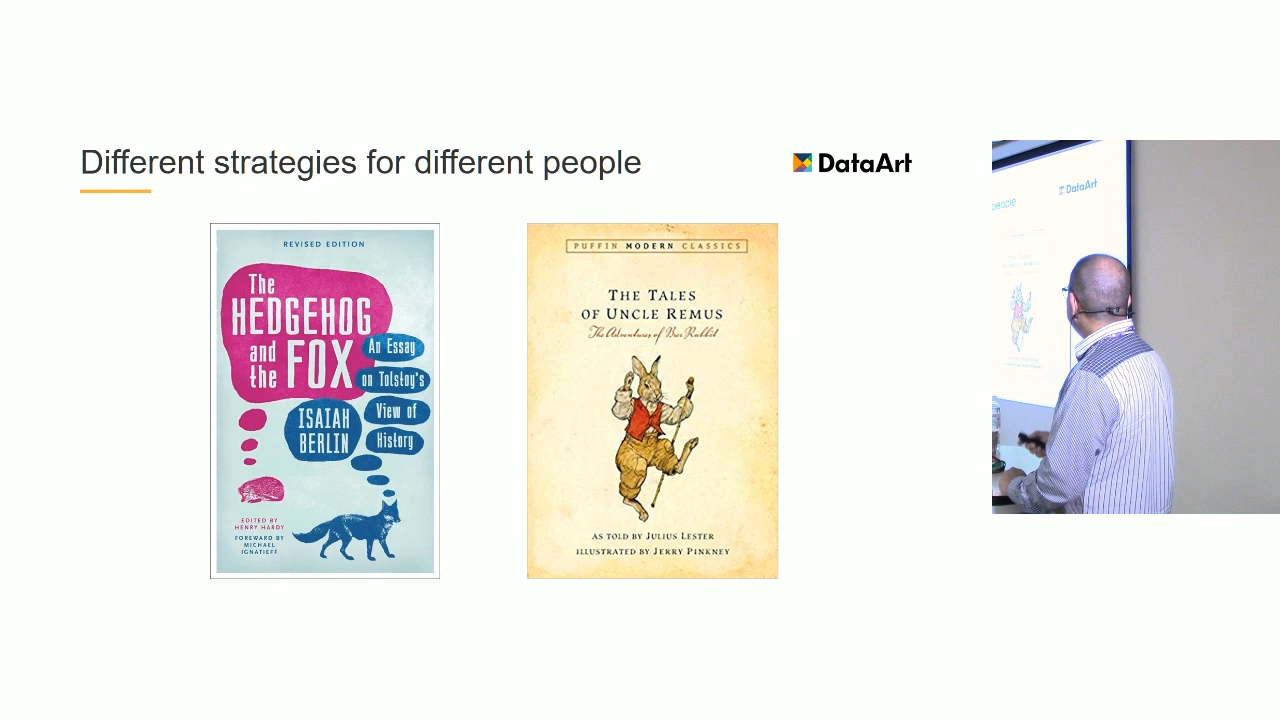 Different strategies for different people
DataArt
REVISED EDITION
The
HEDGEHOG
and
the FOX
An Essay
on Tolstoy's
View of
History
ISAIAH
BERLIN
EDITED BY
HENRY HARDY
FOREWORD BY
MICHAEL
IGNATIEFF
PUFFIN MODERN CLASSICS
THE TALES
OF UNCLE REMUS
The Adventures of Brer Rabbit
AS TOLD BY JULIUS LESTER
ILLUSTRATED BY JERRY PINKNEY
DataArt
people